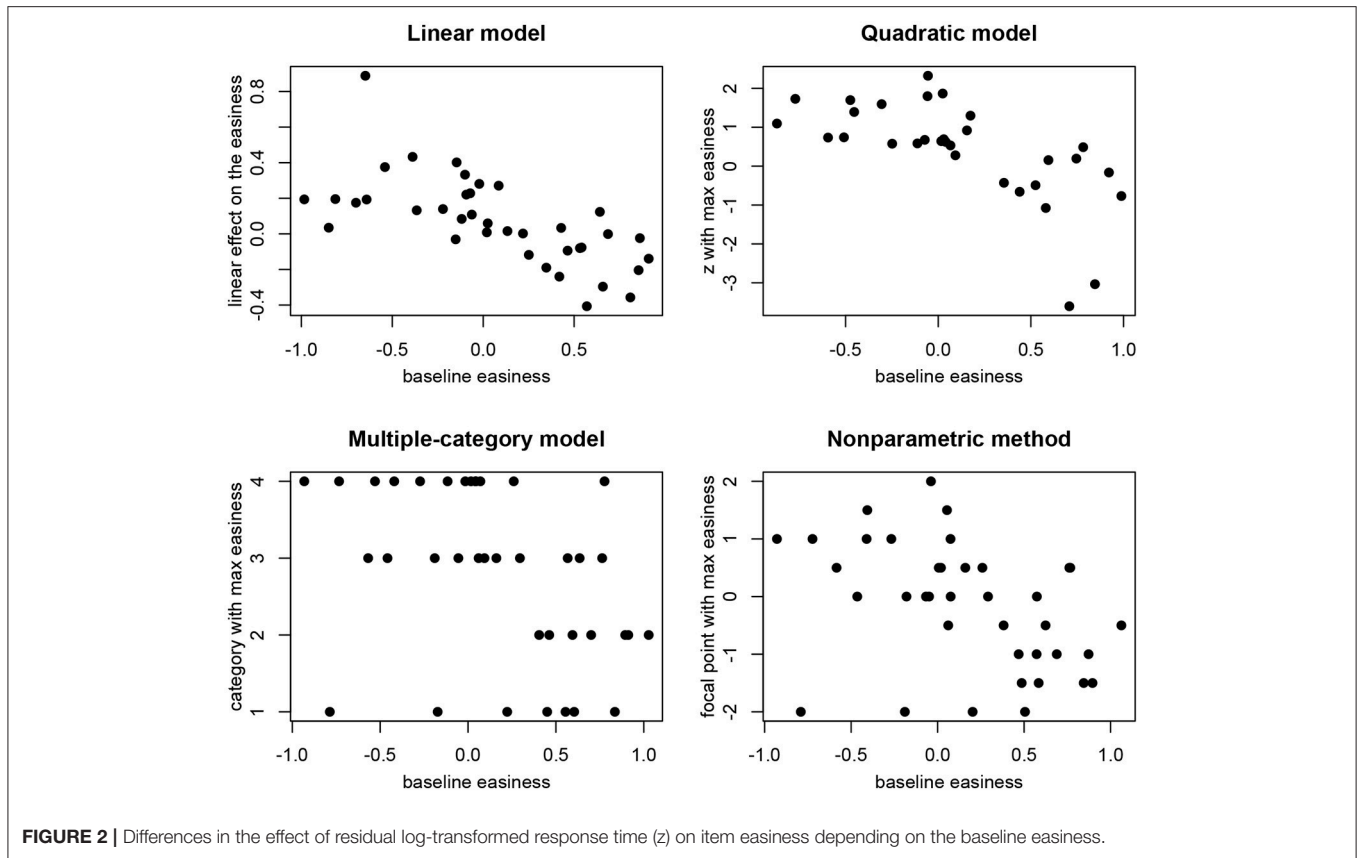 Linear model
linear effect on the easiness
0.8
0.4
0.0
-0.4
-1.0 -0.5 0.0 0.5
baseline easiness
Quadratic model
z with max easiness
2
1
0
-1
-2
-3
-0.5 0.0 0.5 1.0
baseline easiness
Multiple-category model
category with max easiness
4
3
2
1
-1.0 -0.5 0.0 0.5 1.0
baseline easiness
Nonparametric method
focal point with max easiness
2
1
0
-1
-2
-1.0 -0.5 0.0 0.5 1.0
baseline easiness
FIGURE 2 | Differences in the effect of residual log-transformed response time (z) on item easiness depending on the baseline easiness.